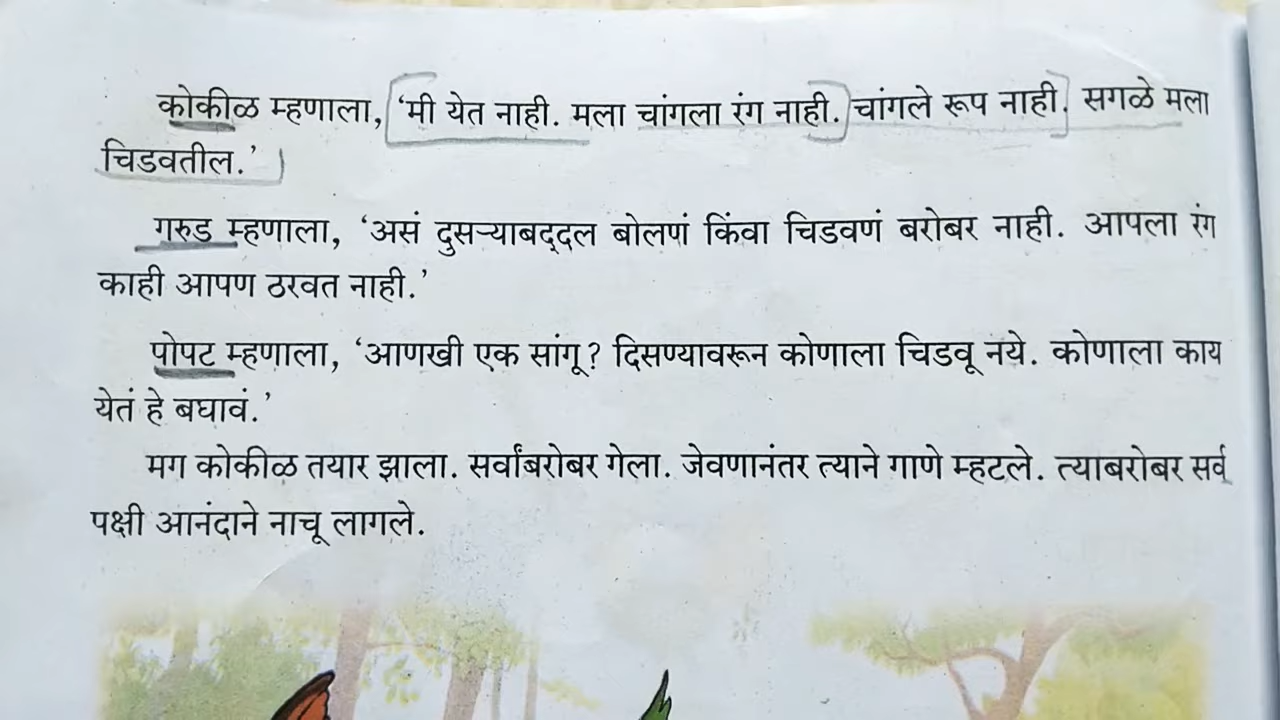 कोकीळ म्हणाला, ‘मी येत नाही. मला चांगला रंग नाही. चांगले रूप नाही. सगळे मला
चिडवतील.’
गरुड म्हणाला, ‘असं दुसऱ्याबद्दल बोलणं किंवा चिडवणं बरोबर नाही. आपला रंग
काही आपण ठरवत नाही.’
पोपट म्हणाला, ‘आणखी एक सांगू? दिसण्यावरून कोणाला चिडवू नये. कोणाला काय
येतं हे बघावं.’
मग कोकीळ तयार झाला. सर्वांबरोबर गेला. जेवणानंतर त्याने गाणे म्हटले. त्याबरोबर सर्व
पक्षी आनंदाने नाचू लागले.